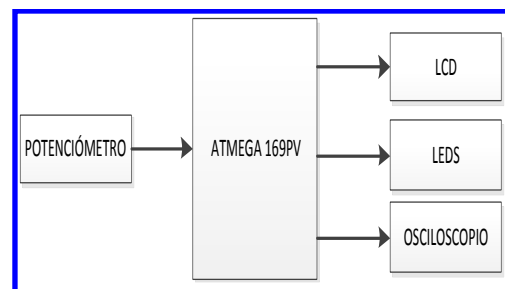 POTENCIÓMETRO
ATMEGA 169PV
LCD
LEDS
OSCILOSCOPIO